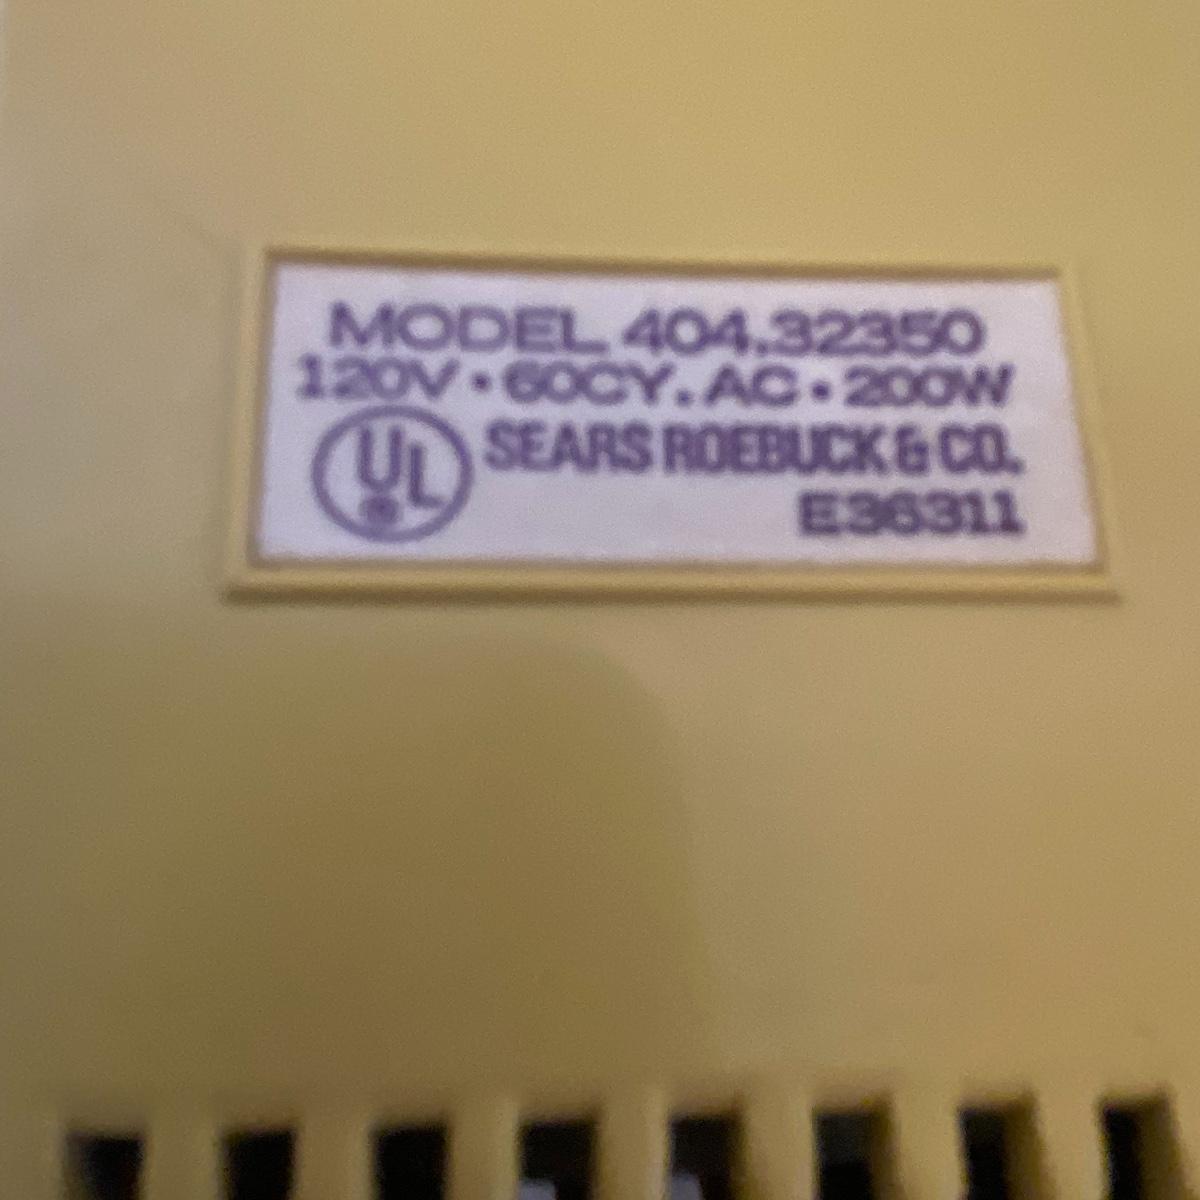 MODEL 404.32350
120V • 60CY. AC • 200W
UL SEARS ROEBUCK & CO.
E36311